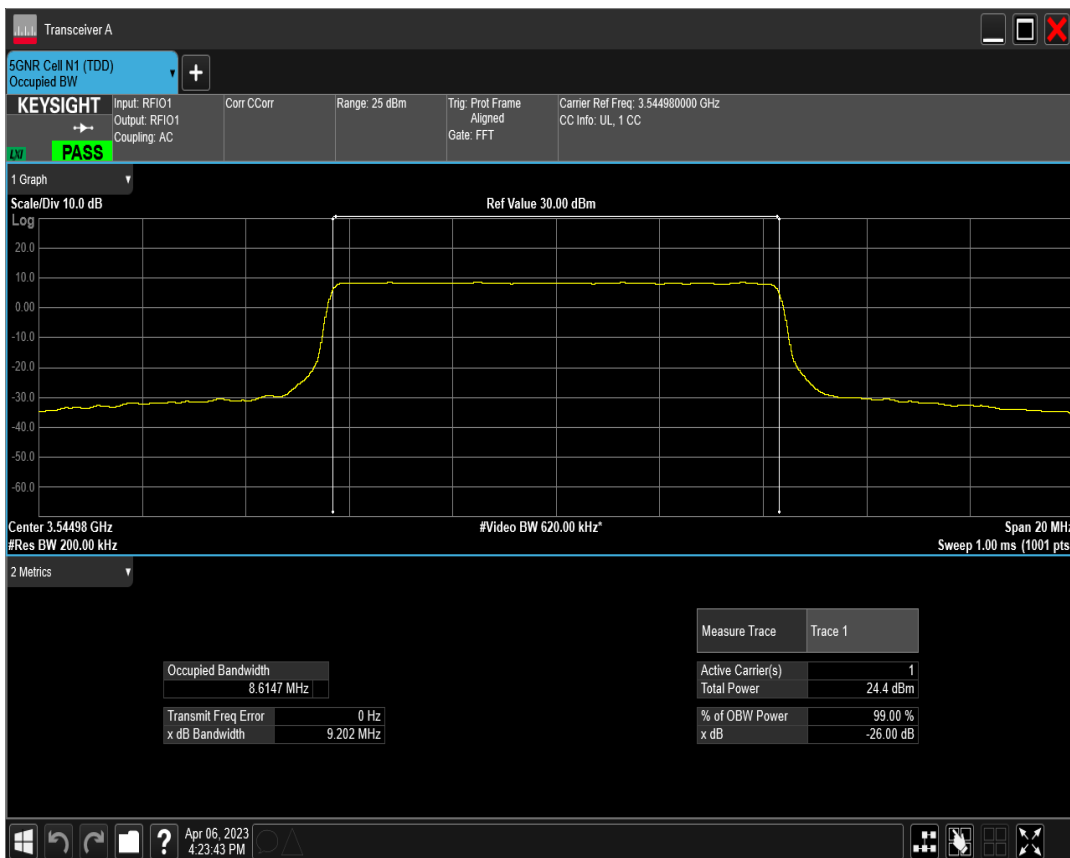 Transceiver A
5GNR Cell N1 (TDD)
Occupied BW
+
KEYSIGHT
Input: RFIO1
Output: RFIO1
Coupling: AC
Corr CCorr
Range: 25 dBm
Trig: Prot Frame
Aligned
Gate: FFT
Carrier Ref Freq: 3.544980000 GHz
CC Info: UL, 1 CC
LXI
PASS
1 Graph
Scale/Div 10.0 dB
Ref Value 30.00 dBm
Log
20.0
10.0
0.00
-10.0
-20.0
-30.0
-40.0
-50.0
-60.0
Center 3.54498 GHz
#Video BW 620.00 kHz*
Span 20 MHz
#Res BW 200.00 kHz
Sweep 1.00 ms (1001 pts
2 Metrics
Measure Trace Trace 1
Occupied Bandwidth
8.6147 MHz
Active Carrier(s) 1
Total Power 24.4 dBm
Transmit Freq Error 0 Hz
x dB Bandwidth 9.202 MHz
% of OBW Power 99.00 %
x dB -26.00 dB
?
Apr 06, 2023
4:23:43 PM